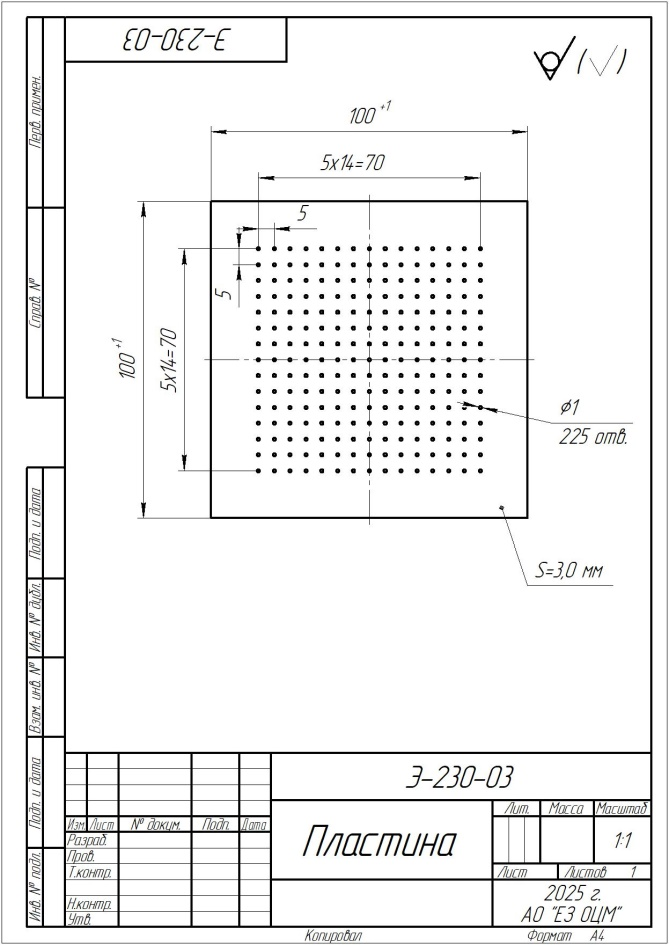 Э-230-03
Перв. примен.
Справ. №
Подп. и дата
Инв. № дубл.
Взам. инв. №
Подп. и дата
Инв. № подл.
(√)
100 +1
5х14=70
5
5
5х14=70
100 +1
⌀1
225 отв.
S=3,0 мм
Э-230-03
Изм. Лист № докум. Подп. Дата
Разраб.
Пров.
Т.контр.
Н.контр.
Утв.
Пластина
Лит. Масса Масштаб
1:1
Лист Листов 1
2025 г.
АО "ЕЗ ОЦМ"
Копировал Формат А4